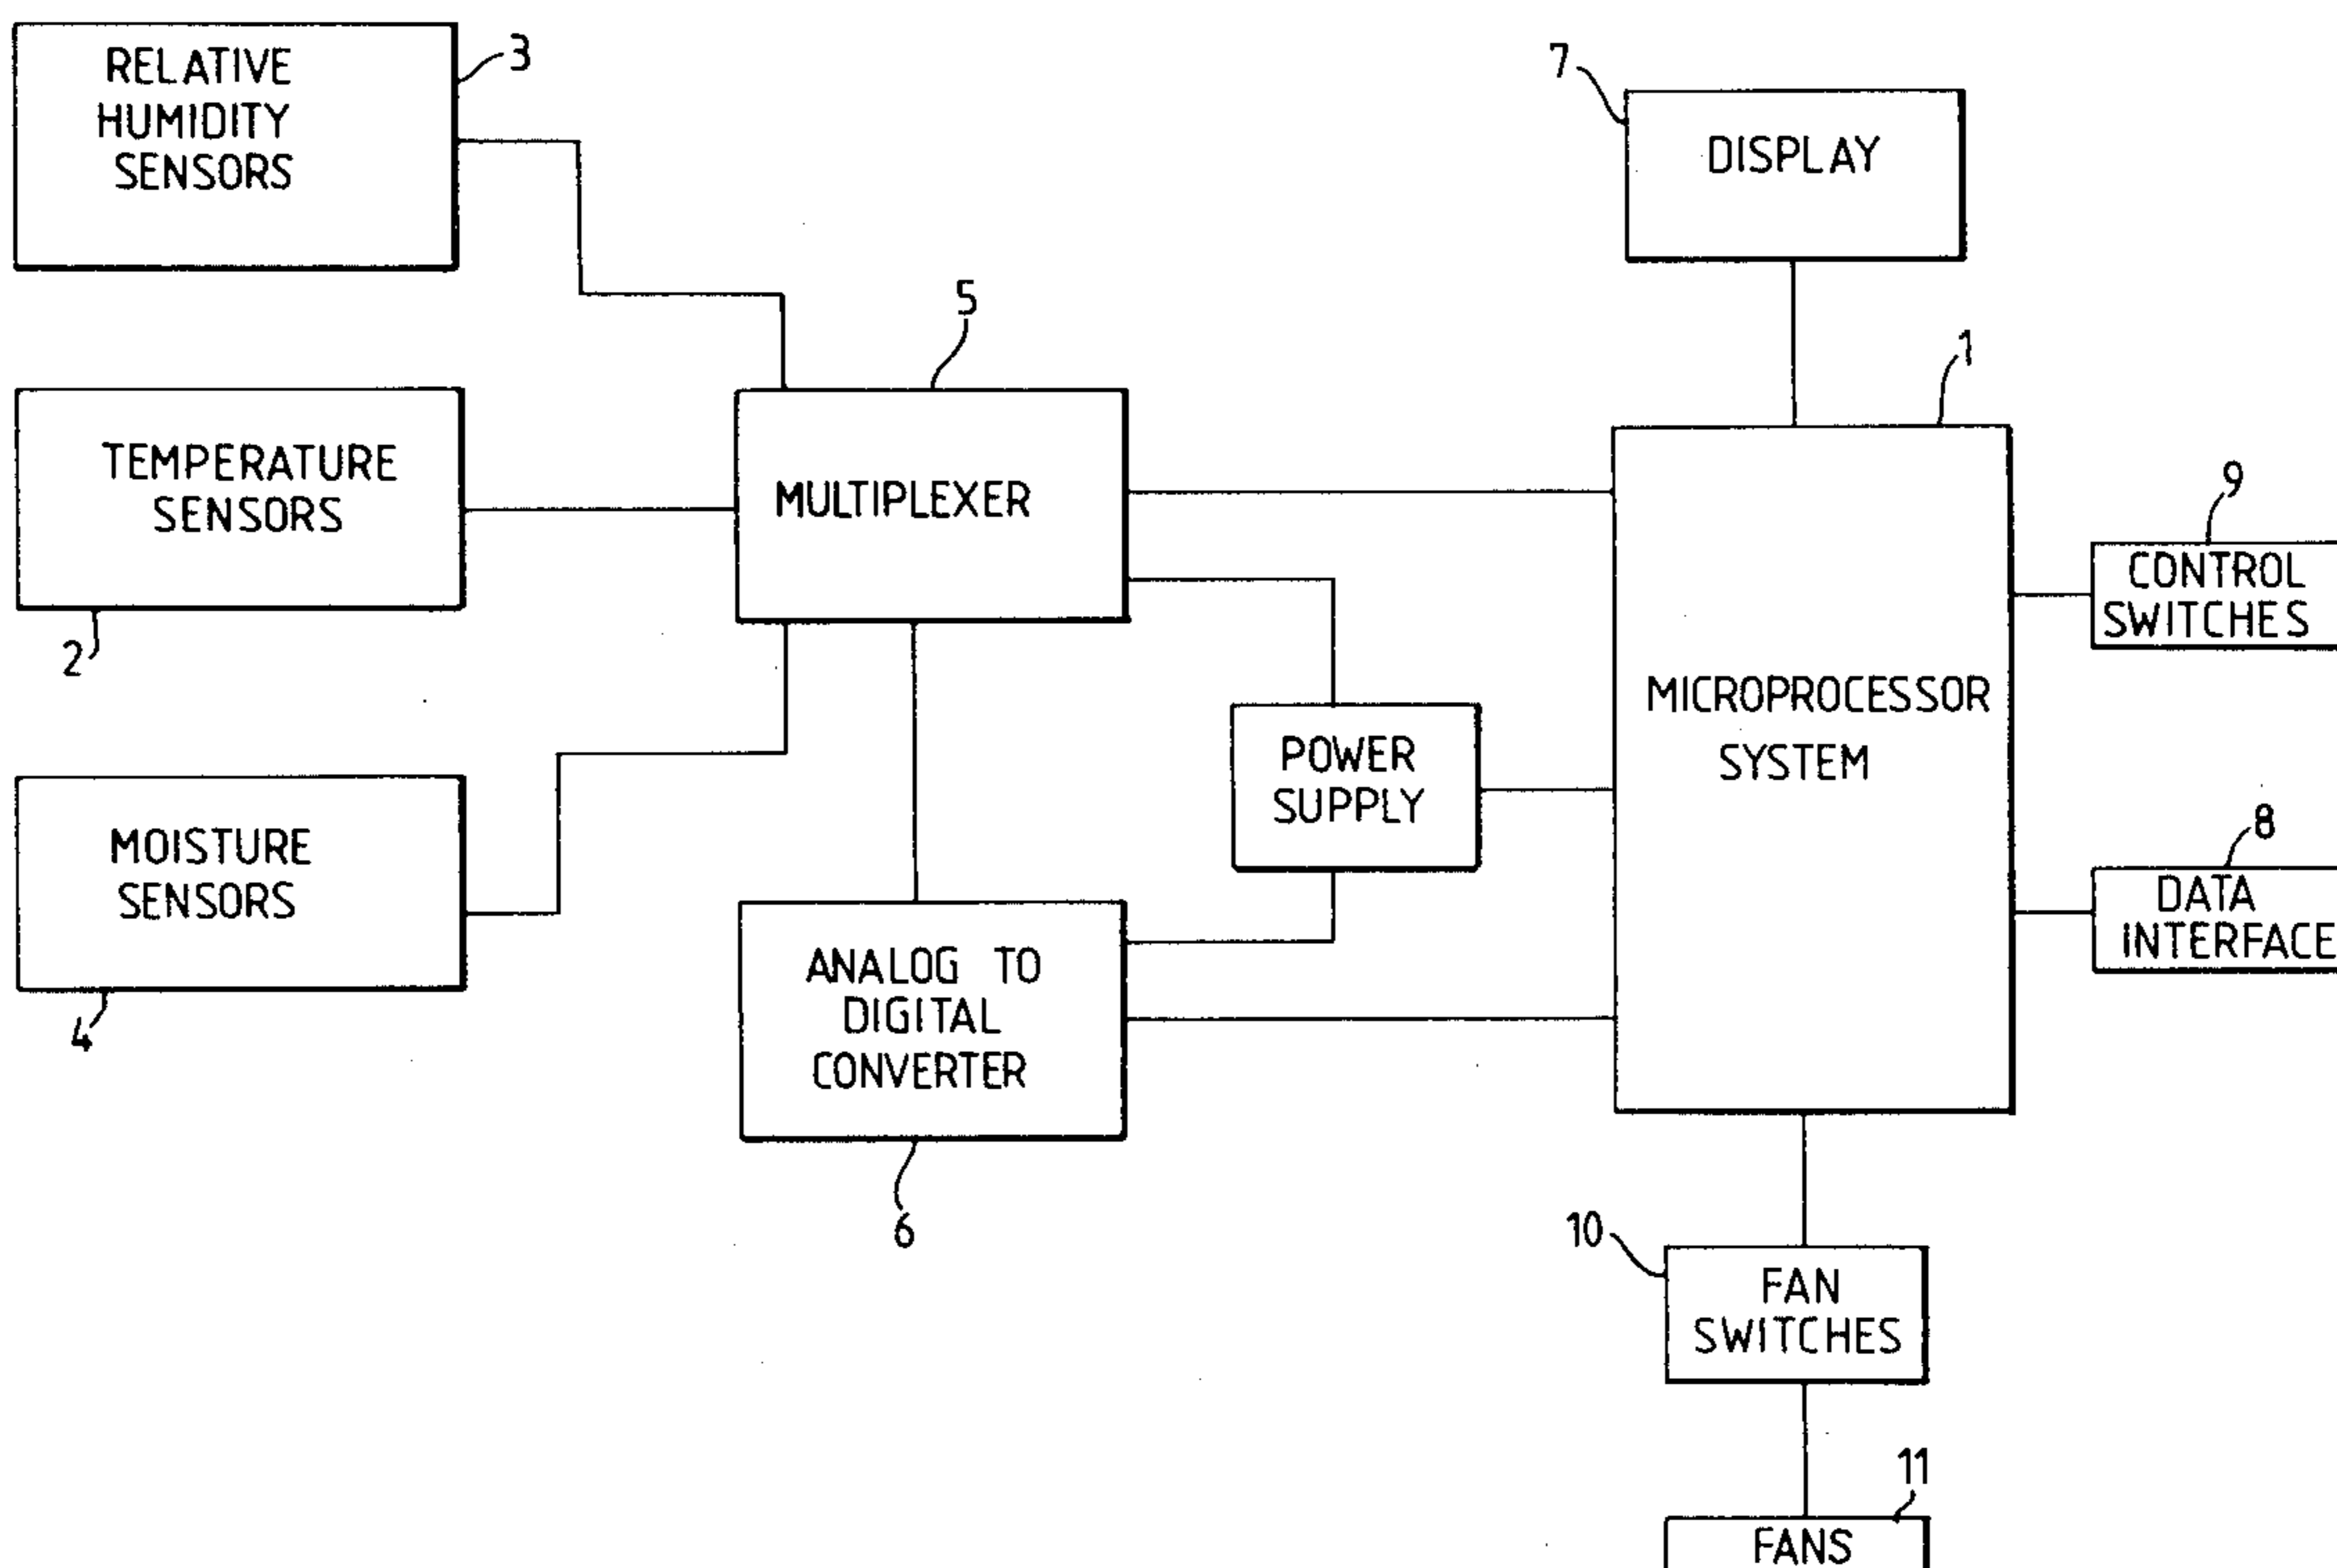 RELATIVE
HUMIDITY
SENSORS
3
TEMPERATURE
SENSORS
2
MOISTURE
SENSORS
4
5
MULTIPLEXER
ANALOG TO
DIGITAL
CONVERTER
6
POWER
SUPPLY
7
DISPLAY
1
MICROPROCESSOR
SYSTEM
9
CONTROL
SWITCHES
8
DATA
INTERFACE
10
FAN
SWITCHES
11
FANS